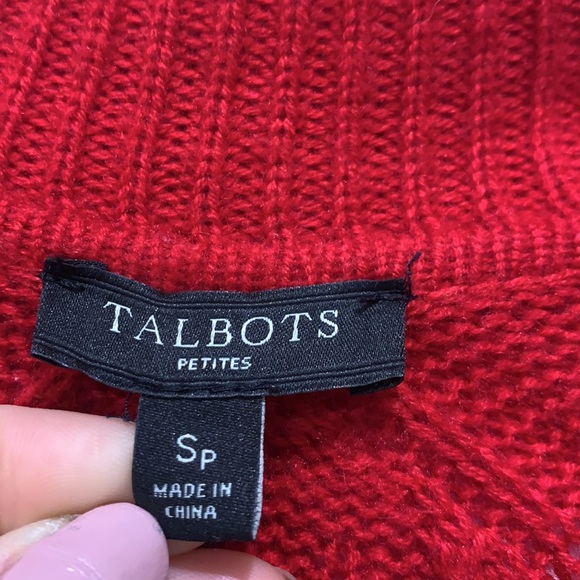 TALBOTS
PETITES
SP
MADE IN
CHINA